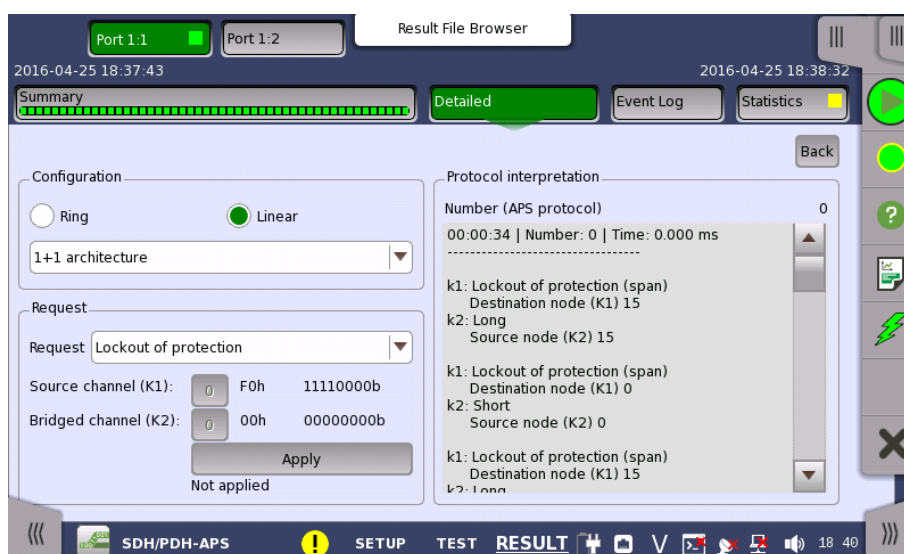 Port 1:1
Port 1:2
Result File Browser
2016-04-25 18:37:43
2016-04-25 18:38:32
Summary
Detailed
Event Log
Statistics
Back
Configuration
Ring
Linear
1+1 architecture
Request
Request Lockout of protection
Source channel (K1): 0 F0h 11110000b
Bridged channel (K2): 0 00h 00000000b
Apply
Not applied
Protocol interpretation
Number (APS protocol) 0
00:00:34 | Number: 0 | Time: 0.000 ms
----------------------------------
k1: Lockout of protection (span)
Destination node (K1) 15
k2: Long
Source node (K2) 15
k1: Lockout of protection (span)
Destination node (K1) 0
k2: Short
Source node (K2) 0
k1: Lockout of protection (span)
Destination node (K1) 15
k2: Long
SDH/PDH-APS
SETUP
TEST
RESULT
V
18 40